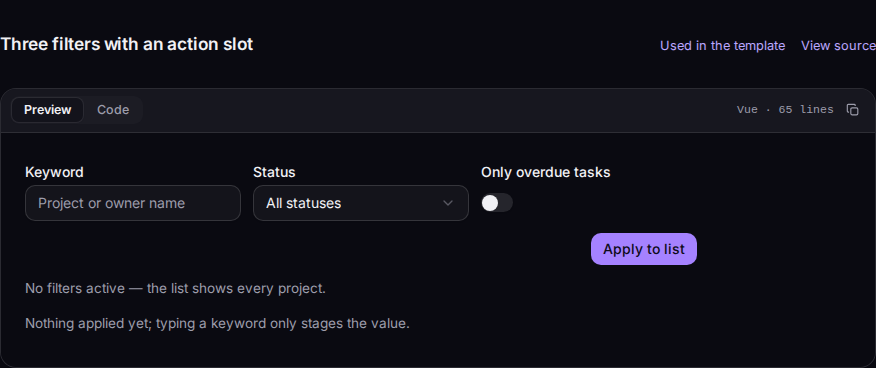 Three filters with an action slot
Used in the template
View source
Preview
Code
Vue · 65 lines
Keyword
Status
Only overdue tasks
Project or owner name
All statuses
Apply to list
No filters active — the list shows every project.
Nothing applied yet; typing a keyword only stages the value.